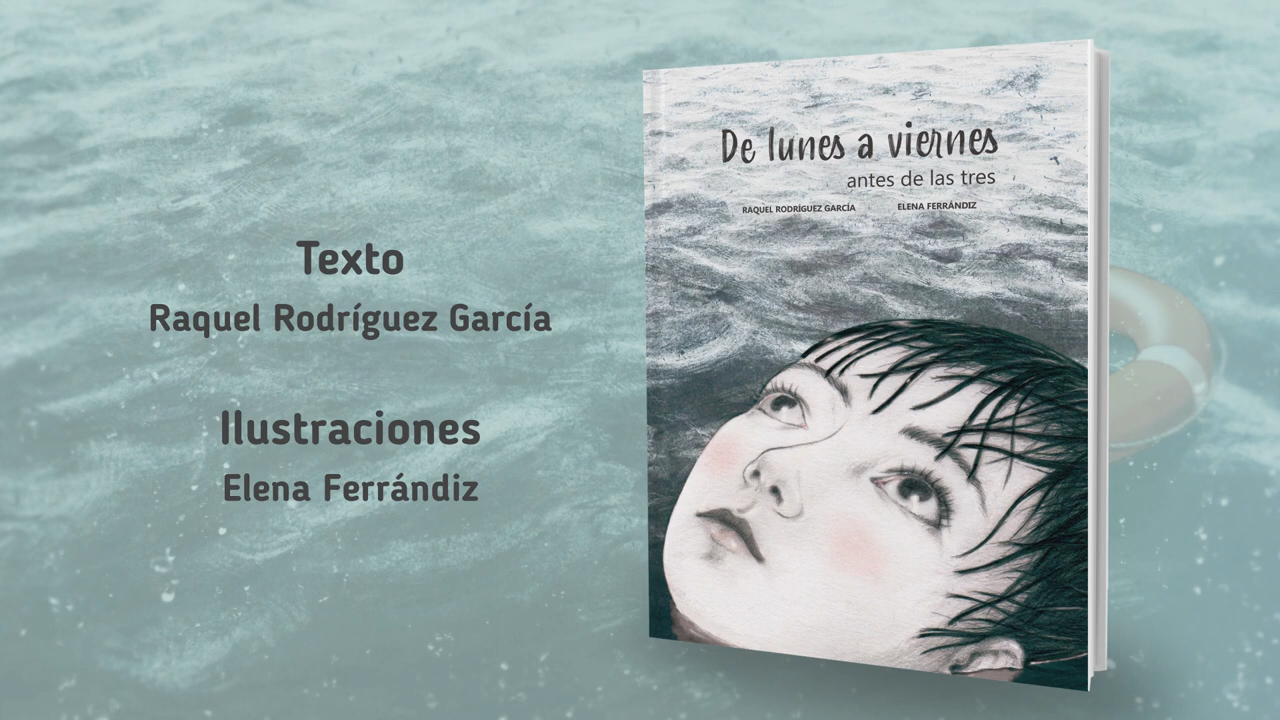 Texto
Raquel Rodríguez García
Ilustraciones
Elena Ferrándiz
De lunes a viernes
antes de las tres
RAQUEL RODRÍGUEZ GARCÍA ELENA FERRÁNDIZ